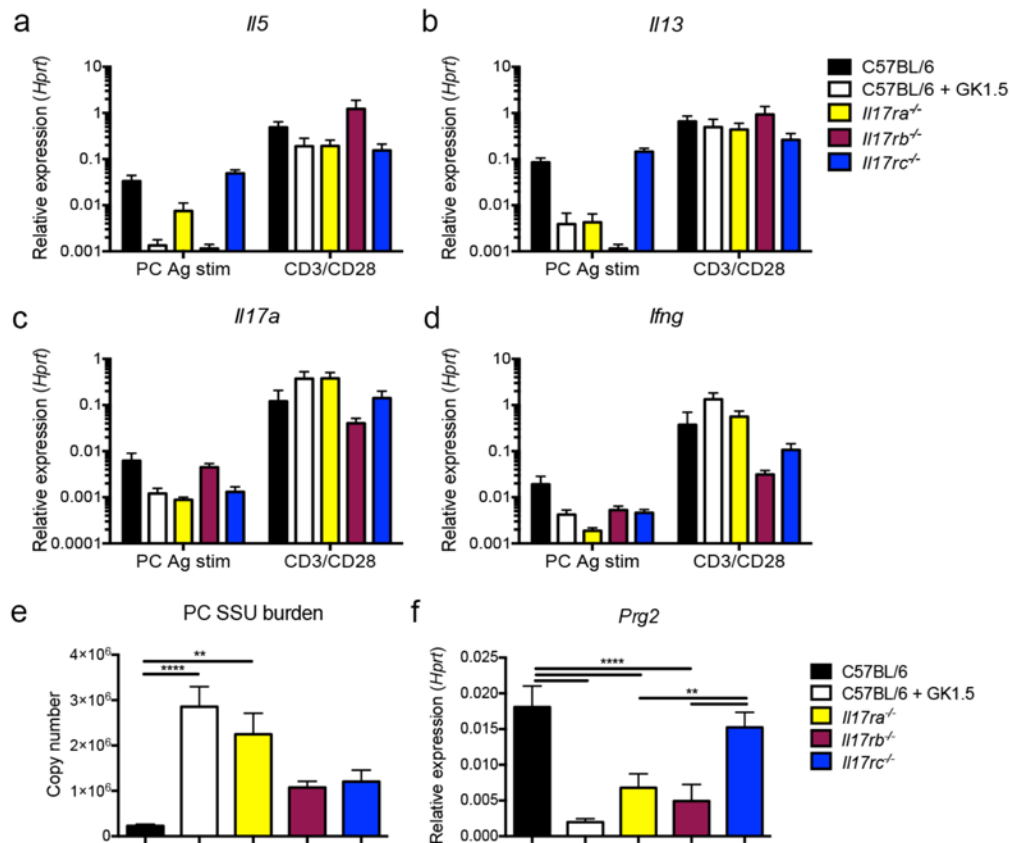 a
Il5
Relative expression (Hprt)
10
1
0.1
0.01
0.001
PC Ag stim
CD3/CD28
b
Il13
Relative expression (Hprt)
10
1
0.1
0.01
0.001
PC Ag stim
CD3/CD28
C57BL/6
C57BL/6 + GK1.5
Il17ra-/-
Il17rb-/-
Il17rc-/-
c
Il17a
Relative expression (Hprt)
1
0.1
0.01
0.001
0.0001
PC Ag stim
CD3/CD28
d
Ifng
Relative expression (Hprt)
10
1
0.1
0.01
0.001
PC Ag stim
CD3/CD28
e
PC SSU burden
Copy number
4×10⁶
3×10⁶
2×10⁶
1×10⁶
0
**
****
f
Prg2
Relative expression (Hprt)
0.025
0.020
0.015
0.010
0.005
0.000
****
**
C57BL/6
C57BL/6 + GK1.5
Il17ra-/-
Il17rb-/-
Il17rc-/-